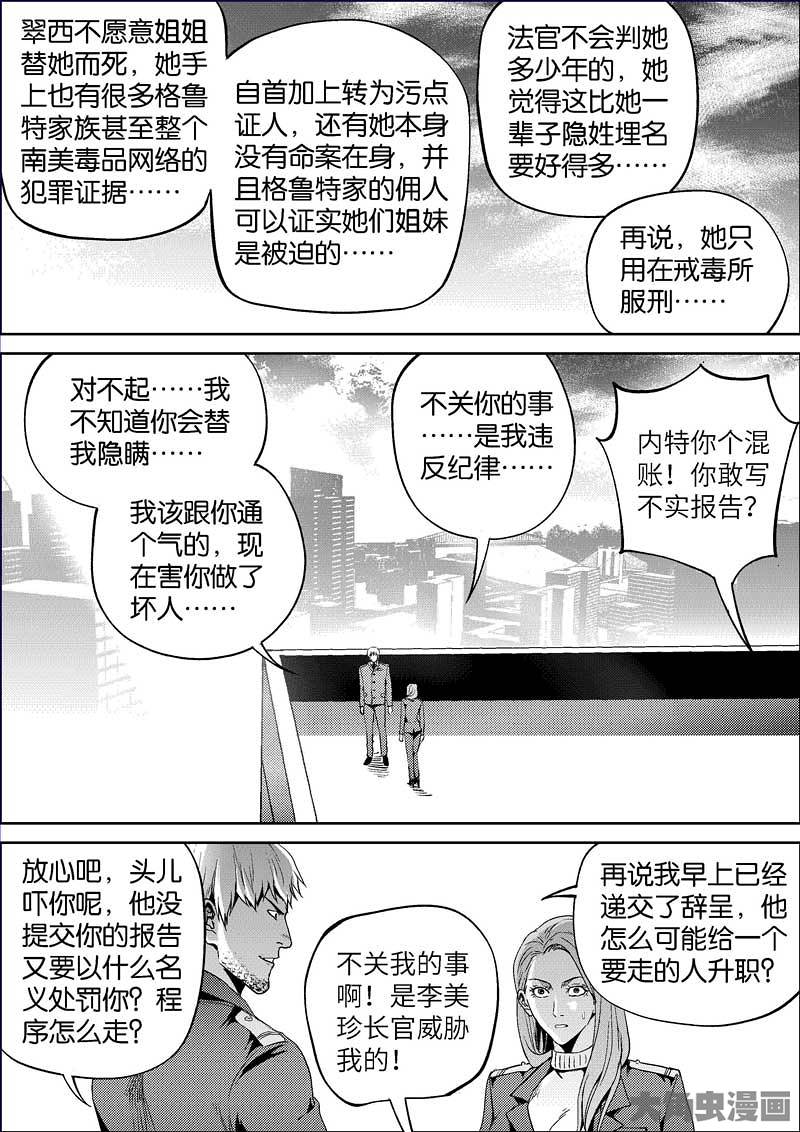 翠西不愿意姐姐
替她而死，她手
上也有很多格鲁
特家族甚至整个
南美毒品网络的
犯罪证据……
自首加上转为污点
证人，还有她本身
没有命案在身，并
且格鲁特家的佣人
可以证实她们姐妹
是被迫的……
法官不会判她
多少年的，她
觉得这比她一
辈子隐姓埋名
要好得多……
再说，她只
用在戒毒所
服刑……
对不起……我
不知道你会替
我隐瞒……
我该跟你通
个气的，现
在害你做了
坏人……
不关你的事
……是我违
反纪律……
内特你个混
账！你敢写
不实报告？
放心吧，头儿
吓你呢，他没
提交你的报告
又要以什么名
义处罚你？程
序怎么走？
不关我的事
啊！是李美
珍长官威胁
我的！
再说我早上已经
递交了辞呈，他
怎么可能给一个
要走的人升职？
大角虫漫画